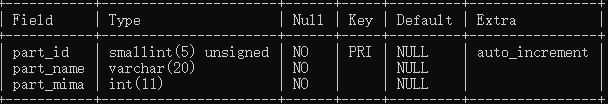 | Field | Type | Null | Key | Default | Extra |
| part_id | smallint(5) unsigned | NO | PRI | NULL | auto_increment |
| part_name | varchar(20) | NO | | NULL | |
| part_mima | int(11) | NO | | NULL | |